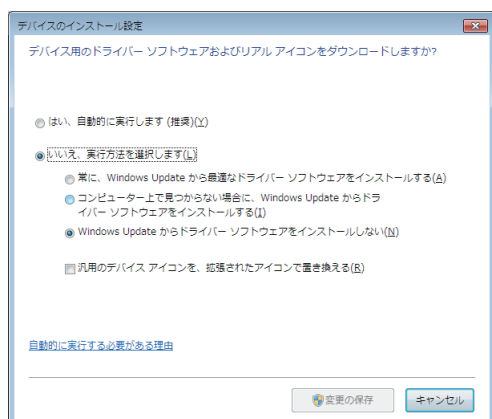 デバイスのインストール設定
デバイス用のドライバー ソフトウェアおよびリアル アイコンをダウンロードしますか?
はい、自動的に実行します (推奨)(Y)
いいえ、実行方法を選択します(L)
常に、Windows Update から最適なドライバー ソフトウェアをインストールする(A)
コンピューター上で見つからない場合に、Windows Update からドラ
イバー ソフトウェアをインストールする(I)
Windows Update からドライバー ソフトウェアをインストールしない(N)
汎用のデバイス アイコンを、拡張されたアイコンで置き換える(R)
自動的に実行する必要がある理由
変更の保存
キャンセル